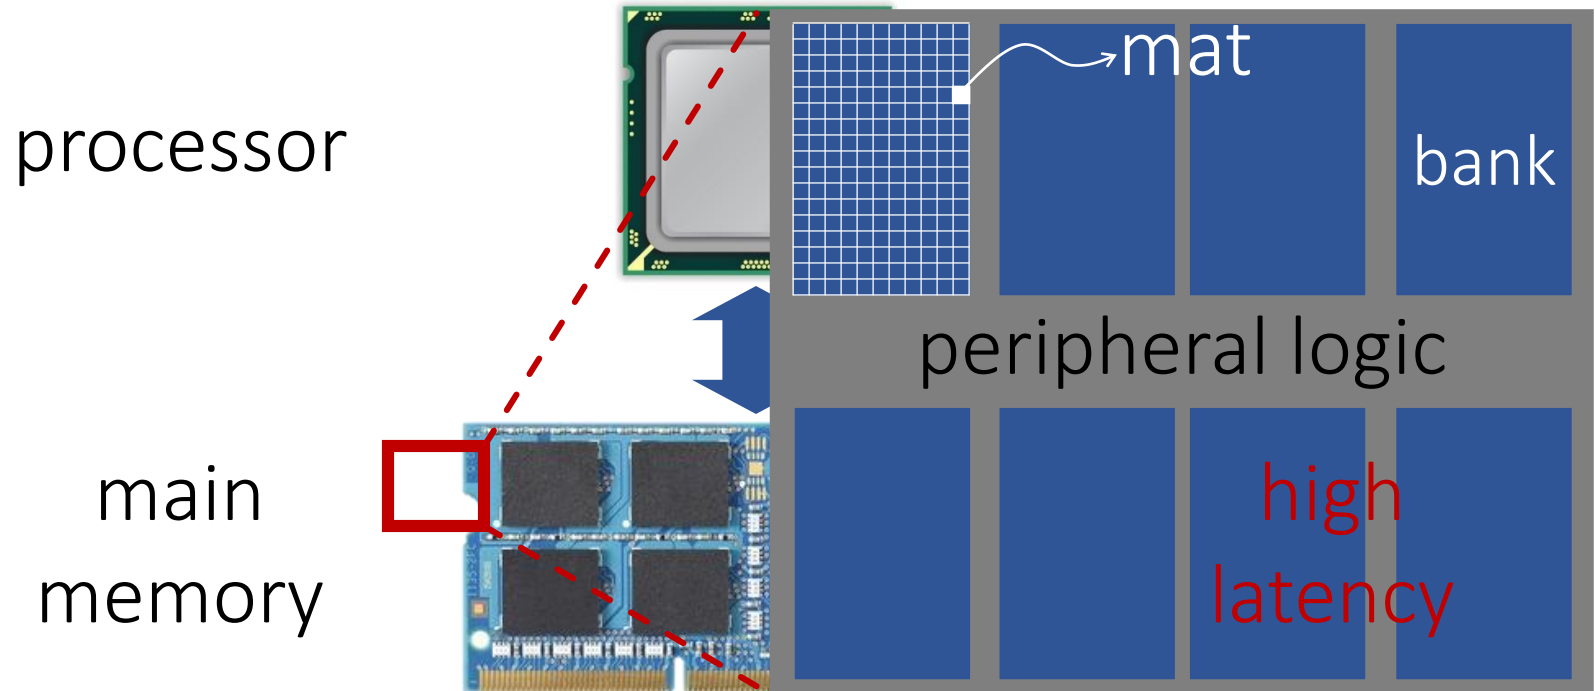 processor
mat
bank
peripheral logic
main
memory
high
latency